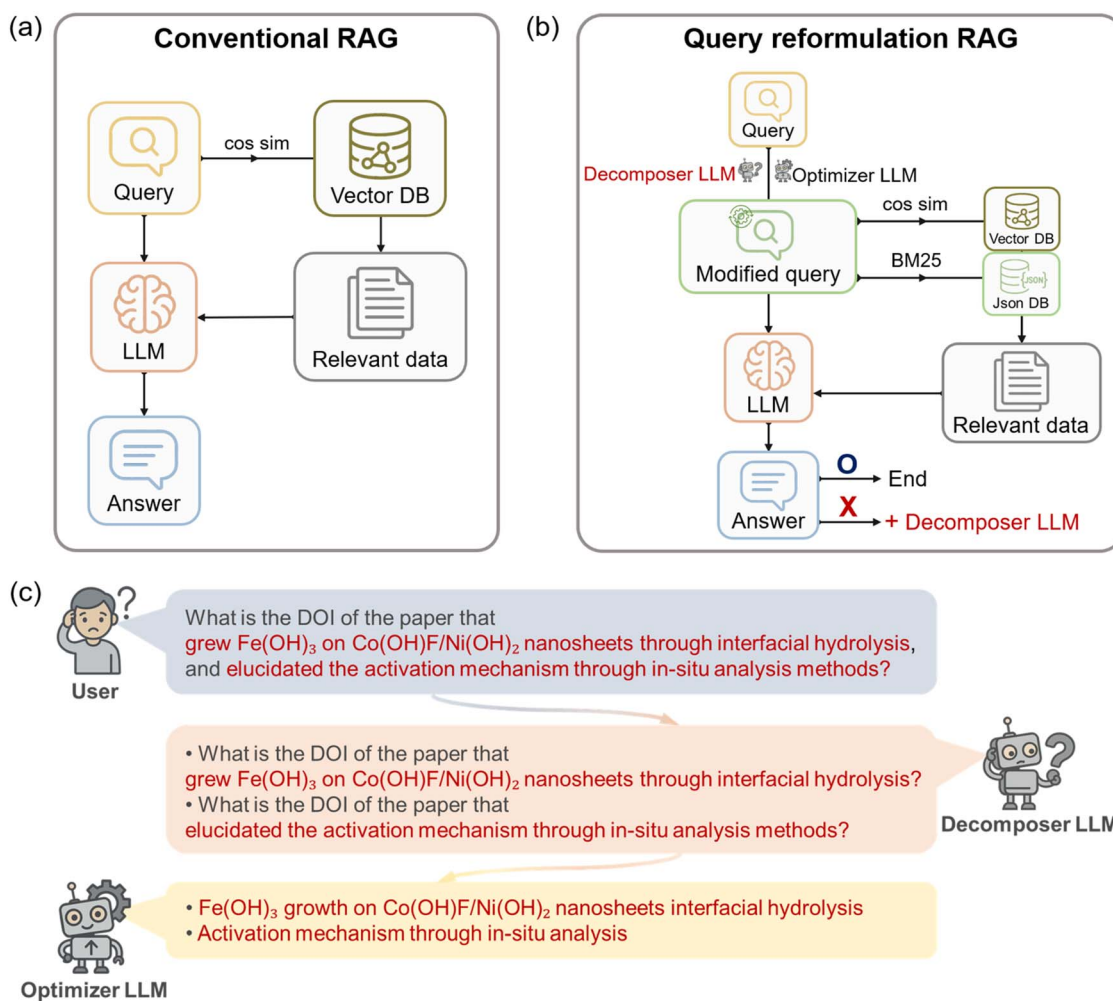 (a)
Conventional RAG
Query
cos sim
Vector DB
LLM
Relevant data
Answer
(b)
Query reformulation RAG
Query
Decomposer LLM
Optimizer LLM
Modified query
cos sim
Vector DB
BM25
{JSON}
Json DB
LLM
Relevant data
Answer
O
End
X
+ Decomposer LLM
(c)
User
What is the DOI of the paper that
grew Fe(OH)₃ on Co(OH)F/Ni(OH)₂ nanosheets through interfacial hydrolysis,
and elucidated the activation mechanism through in-situ analysis methods?
• What is the DOI of the paper that
grew Fe(OH)₃ on Co(OH)F/Ni(OH)₂ nanosheets through interfacial hydrolysis?
• What is the DOI of the paper that
elucidated the activation mechanism through in-situ analysis methods?
Decomposer LLM
• Fe(OH)₃ growth on Co(OH)F/Ni(OH)₂ nanosheets interfacial hydrolysis
• Activation mechanism through in-situ analysis
Optimizer LLM